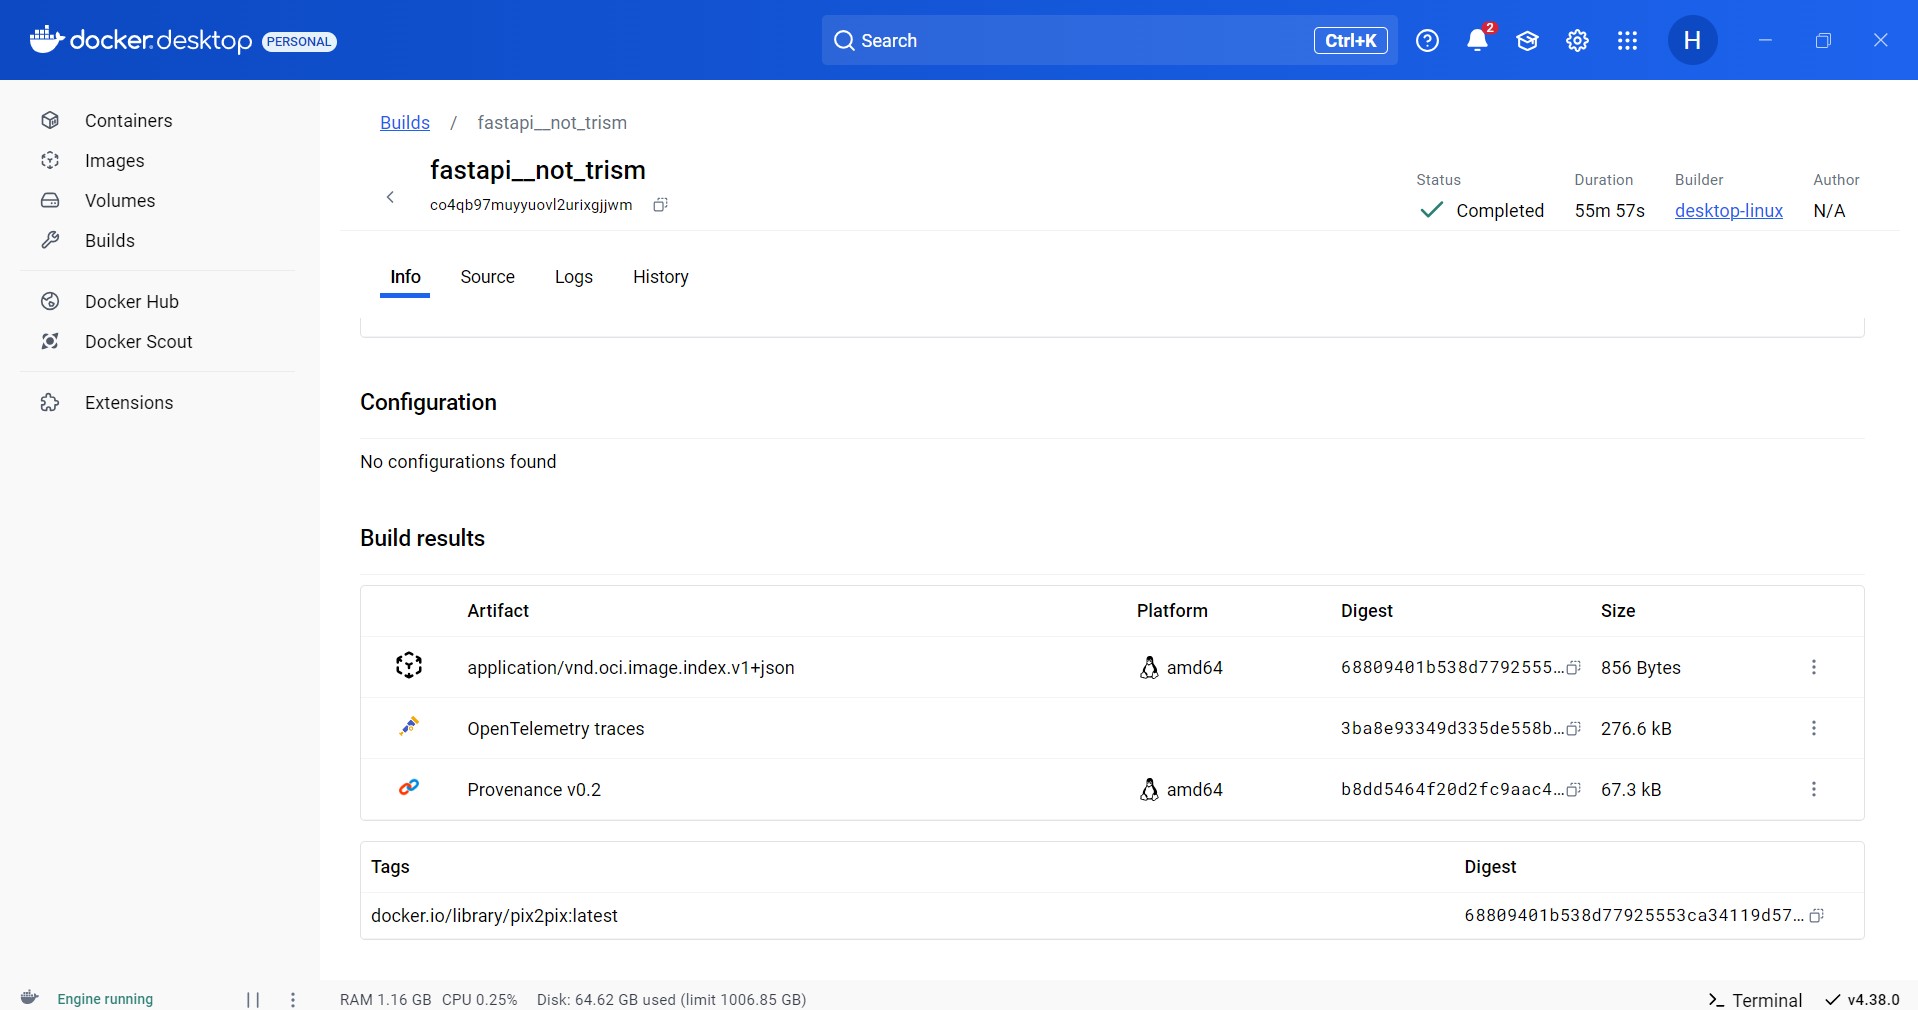 docker.desktop PERSONAL
Search Ctrl+K 2 H
Containers
Images
Volumes
Builds
Docker Hub
Docker Scout
Extensions
Builds / fastapi__not_trism
fastapi__not_trism
co4qb97muyyuovl2urixgjjwm
Status Duration Builder Author
Completed 55m 57s desktop-linux N/A
Info Source Logs History
Configuration
No configurations found
Build results
Artifact Platform Digest Size
application/vnd.oci.image.index.v1+json amd64 68809401b538d7792555... 856 Bytes
OpenTelemetry traces 3ba8e93349d335de558b... 276.6 kB
Provenance v0.2 amd64 b8dd5464f20d2fc9aac4... 67.3 kB
Tags Digest
docker.io/library/pix2pix:latest 68809401b538d77925553ca34119d57...
Engine running RAM 1.16 GB CPU 0.25% Disk: 64.62 GB used (limit 1006.85 GB) Terminal v4.38.0